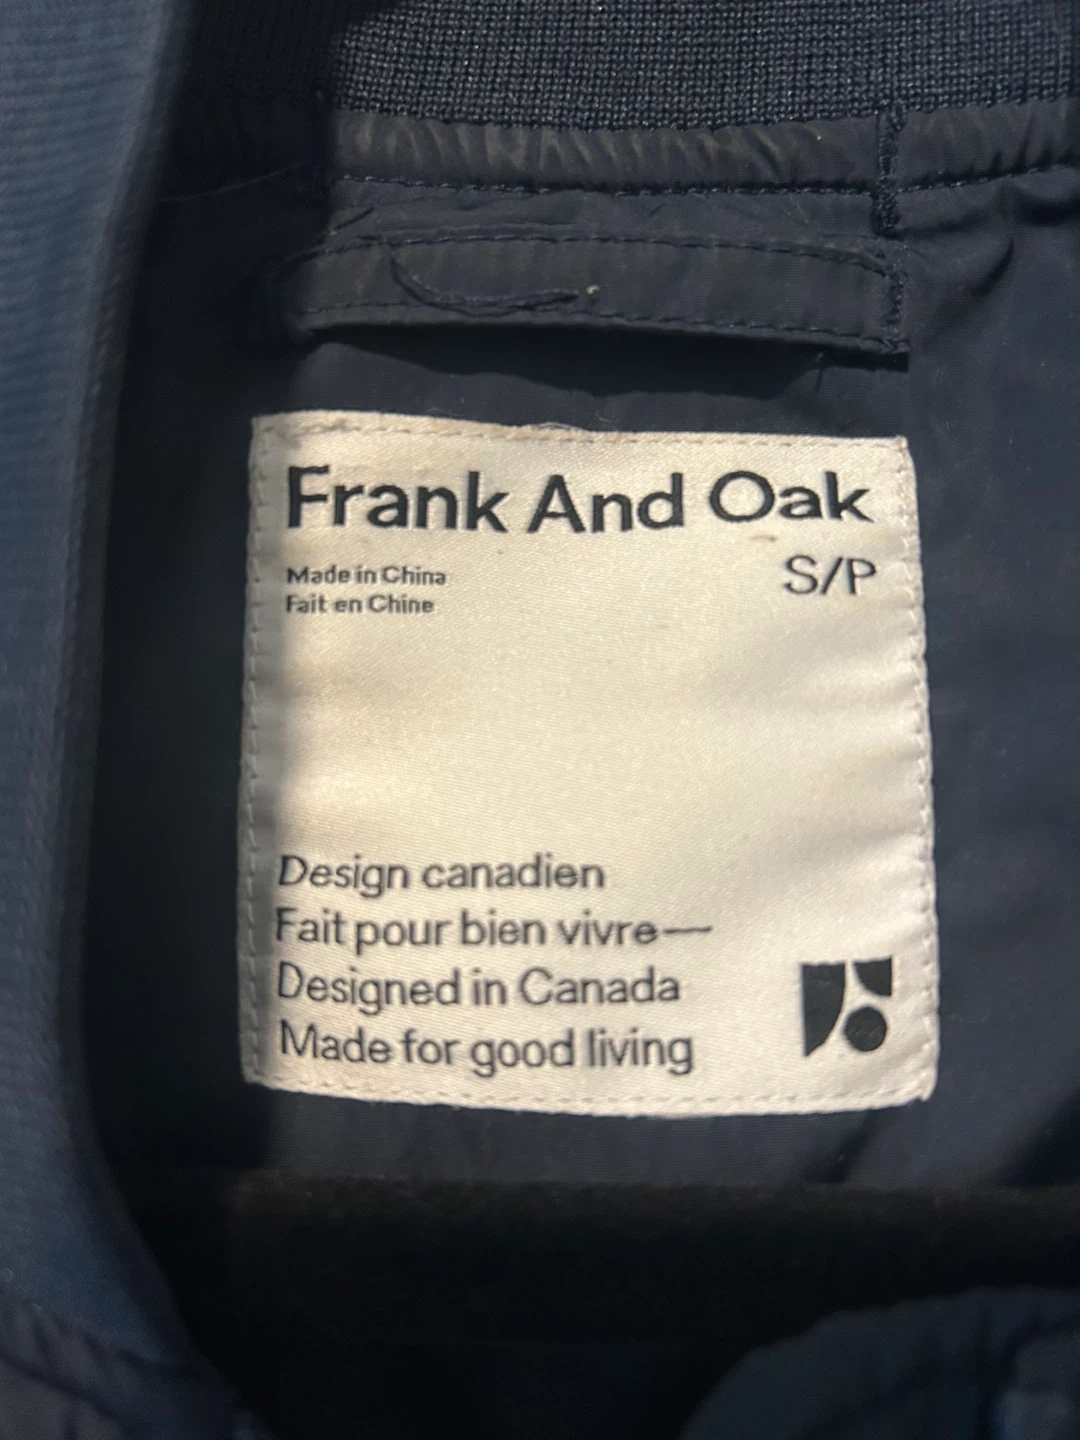 Frank And Oak
Made in China
Fait en Chine
S/P
Design canadien
Fait pour bien vivre—
Designed in Canada
Made for good living